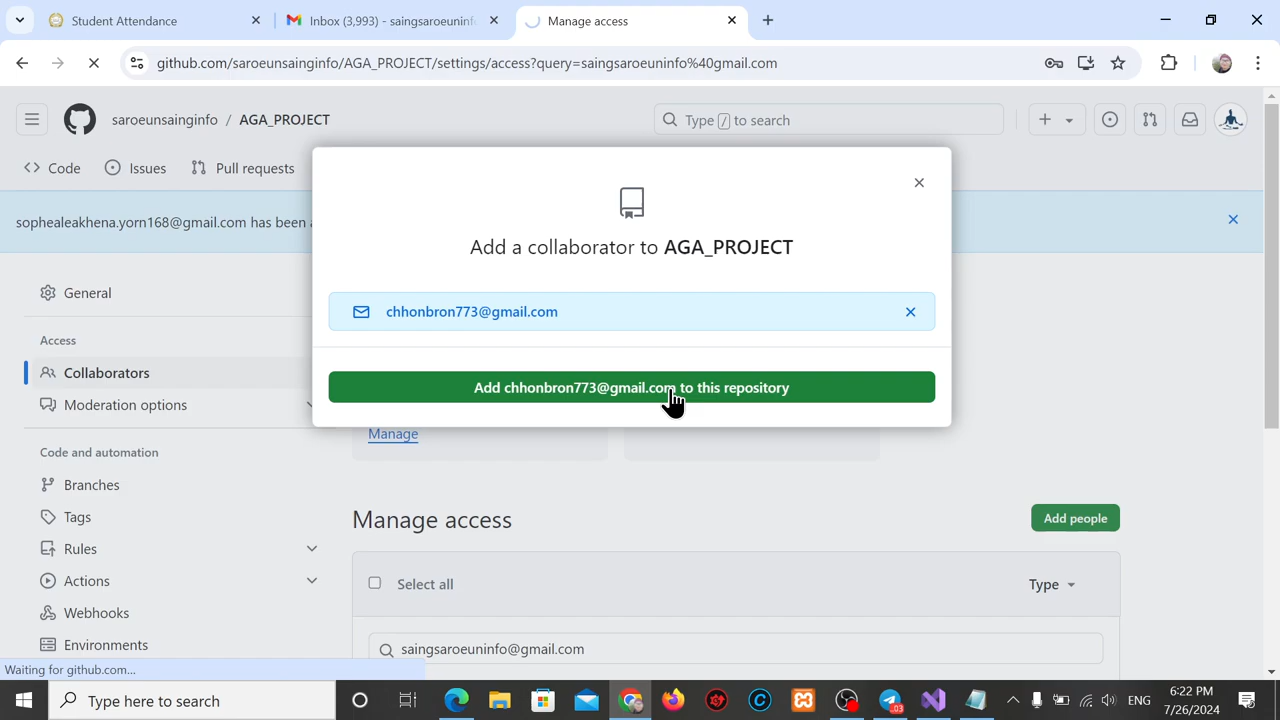 Student Attendance
Inbox (3,993) - saingsaroeuninf
Manage access
github.com/saroeunsainginfo/AGA_PROJECT/settings/access?query=saingsaroeuninfo%40gmail.com
saroeunsainginfo / AGA_PROJECT
Type / to search
Code
Issues
Pull requests
sophealeakhena.yorn168@gmail.com has been a
Add a collaborator to AGA_PROJECT
chhonbron773@gmail.com
Add chhonbron773@gmail.com to this repository
General
Access
Collaborators
Moderation options
Code and automation
Branches
Tags
Rules
Actions
Webhooks
Environments
Manage
Manage access
Add people
Select all
Type
saingsaroeuninfo@gmail.com
Waiting for github.com...
Type here to search
.03
ENG
6:22 PM
7/26/2024